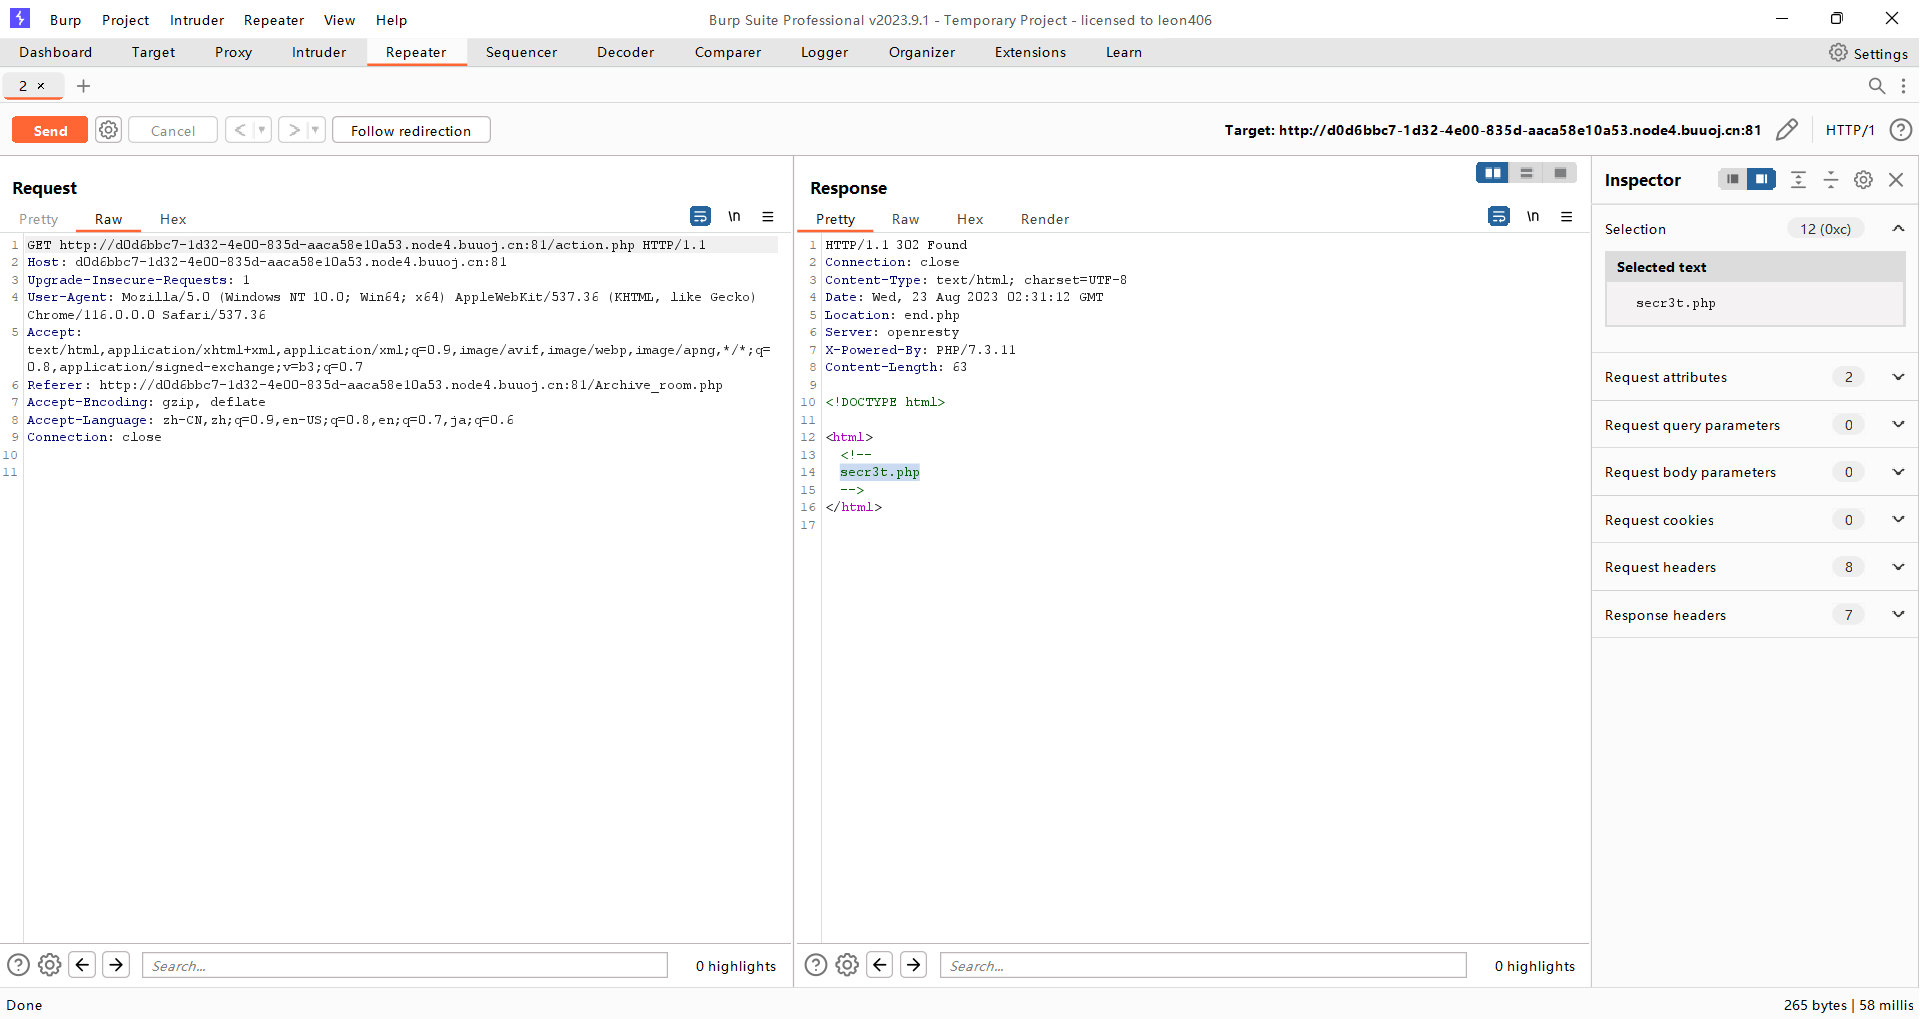 Burp Project Intruder Repeater View Help
Burp Suite Professional v2023.9.1 - Temporary Project - licensed to leon406
Dashboard Target Proxy Intruder Repeater Sequencer Decoder Comparer Logger Organizer Extensions Learn
Settings
2 ×
Send Cancel Follow redirection
Target: http://d0d6bbc7-1d32-4e00-835d-aaca58e10a53.node4.buuoj.cn:81
HTTP/1
Request
Pretty Raw Hex
\n
1 GET http://d0d6bbc7-1d32-4e00-835d-aaca58e10a53.node4.buuoj.cn:81/action.php HTTP/1.1
2 Host: d0d6bbc7-1d32-4e00-835d-aaca58e10a53.node4.buuoj.cn:81
3 Upgrade-Insecure-Requests: 1
4 User-Agent: Mozilla/5.0 (Windows NT 10.0; Win64; x64) AppleWebKit/537.36 (KHTML, like Gecko)
Chrome/116.0.0.0 Safari/537.36
5 Accept:
text/html,application/xhtml+xml,application/xml;q=0.9,image/avif,image/webp,image/apng,*/*;q=
0.8,application/signed-exchange;v=b3;q=0.7
6 Referer: http://d0d6bbc7-1d32-4e00-835d-aaca58e10a53.node4.buuoj.cn:81/Archive_room.php
7 Accept-Encoding: gzip, deflate
8 Accept-Language: zh-CN,zh;q=0.9,en-US;q=0.8,en;q=0.7,ja;q=0.6
9 Connection: close
10
11
Search...
0 highlights
Response
Pretty Raw Hex Render
\n
1 HTTP/1.1 302 Found
2 Connection: close
3 Content-Type: text/html; charset=UTF-8
4 Date: Wed, 23 Aug 2023 02:31:12 GMT
5 Location: end.php
6 Server: openresty
7 X-Powered-By: PHP/7.3.11
8 Content-Length: 63
9
10 <!DOCTYPE html>
11
12 <html>
13 <!--
14 secr3t.php
15 -->
16 </html>
17
Search...
0 highlights
Inspector
Selection 12 (0xc)
Selected text
secr3t.php
Request attributes 2
Request query parameters 0
Request body parameters 0
Request cookies 0
Request headers 8
Response headers 7
Done
265 bytes | 58 millis